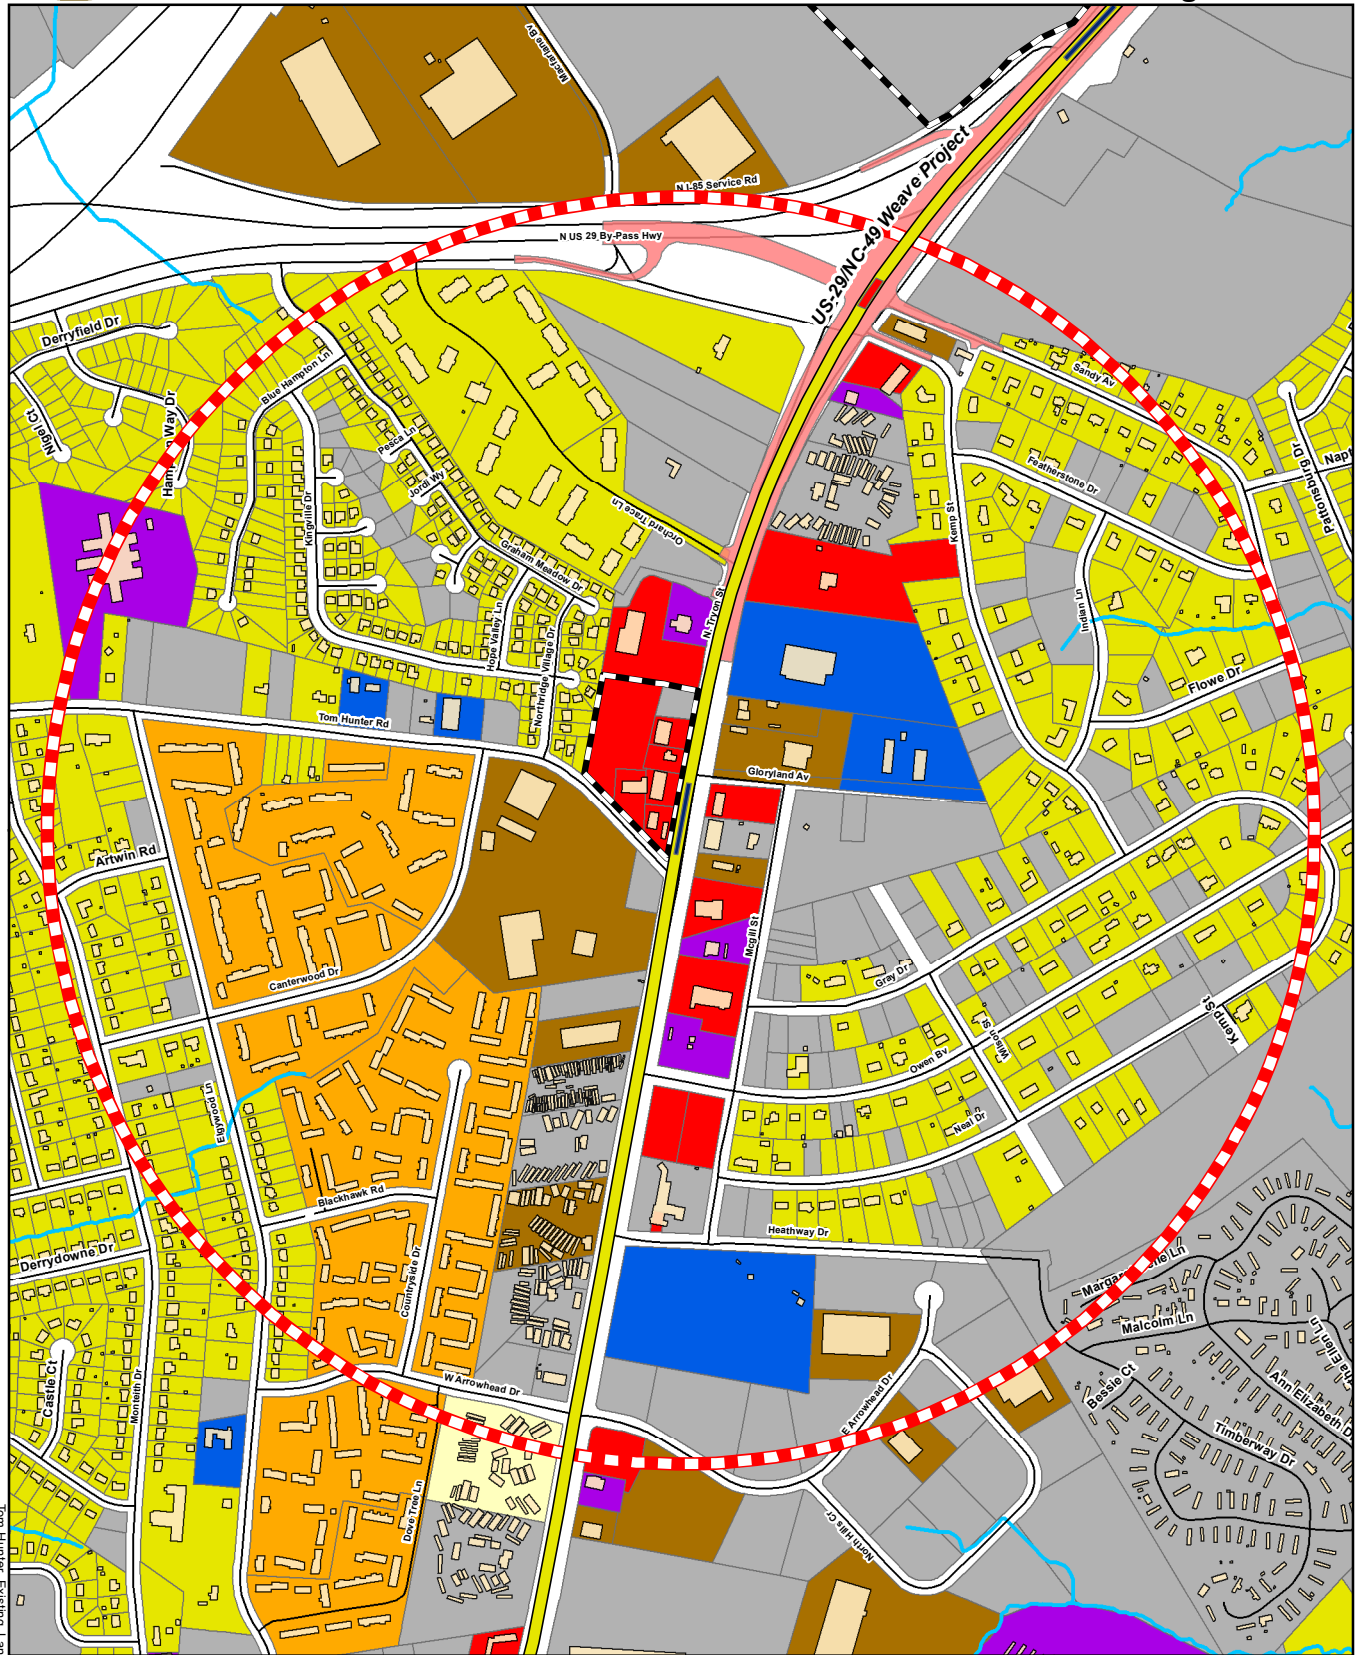 Macfarlane Bv
N I-85 Service Rd
N US 29 By-Pass Hwy
US-29/NC-49 Weave Project
Derryfield Dr
Nigel Ct
Blue Hampton Ln
Pesca Ln
Jordi Wy
Kingville Dr
Orchard Trace Ln
Graham Meadow Dr
Hope Valley Ln
Northridge Village Dr
N. Tryon St
Sandy Av
Featherstone Dr
Kemp St
Indian Ln
Pattonsburg Dr
Flowe Dr
Tom Hunter Rd
Gloryland Av
Artwin Rd
Canterwood Dr
Mcgill St
Gray Dr
Wilson St
Owen Bv
Neal Dr
Kemp St
Edgywood Ln
Blackhawk Rd
Countryside Dr
Heathway Dr
Derrydowne Dr
Castle Ct
Monteith Dr
W Arrowhead Dr
E Arrowhead Dr
Dove Tree Ln
North Hills Cr
Malcolm Ln
Bessie Ct
Ann Elizabeth D
Timberway Dr